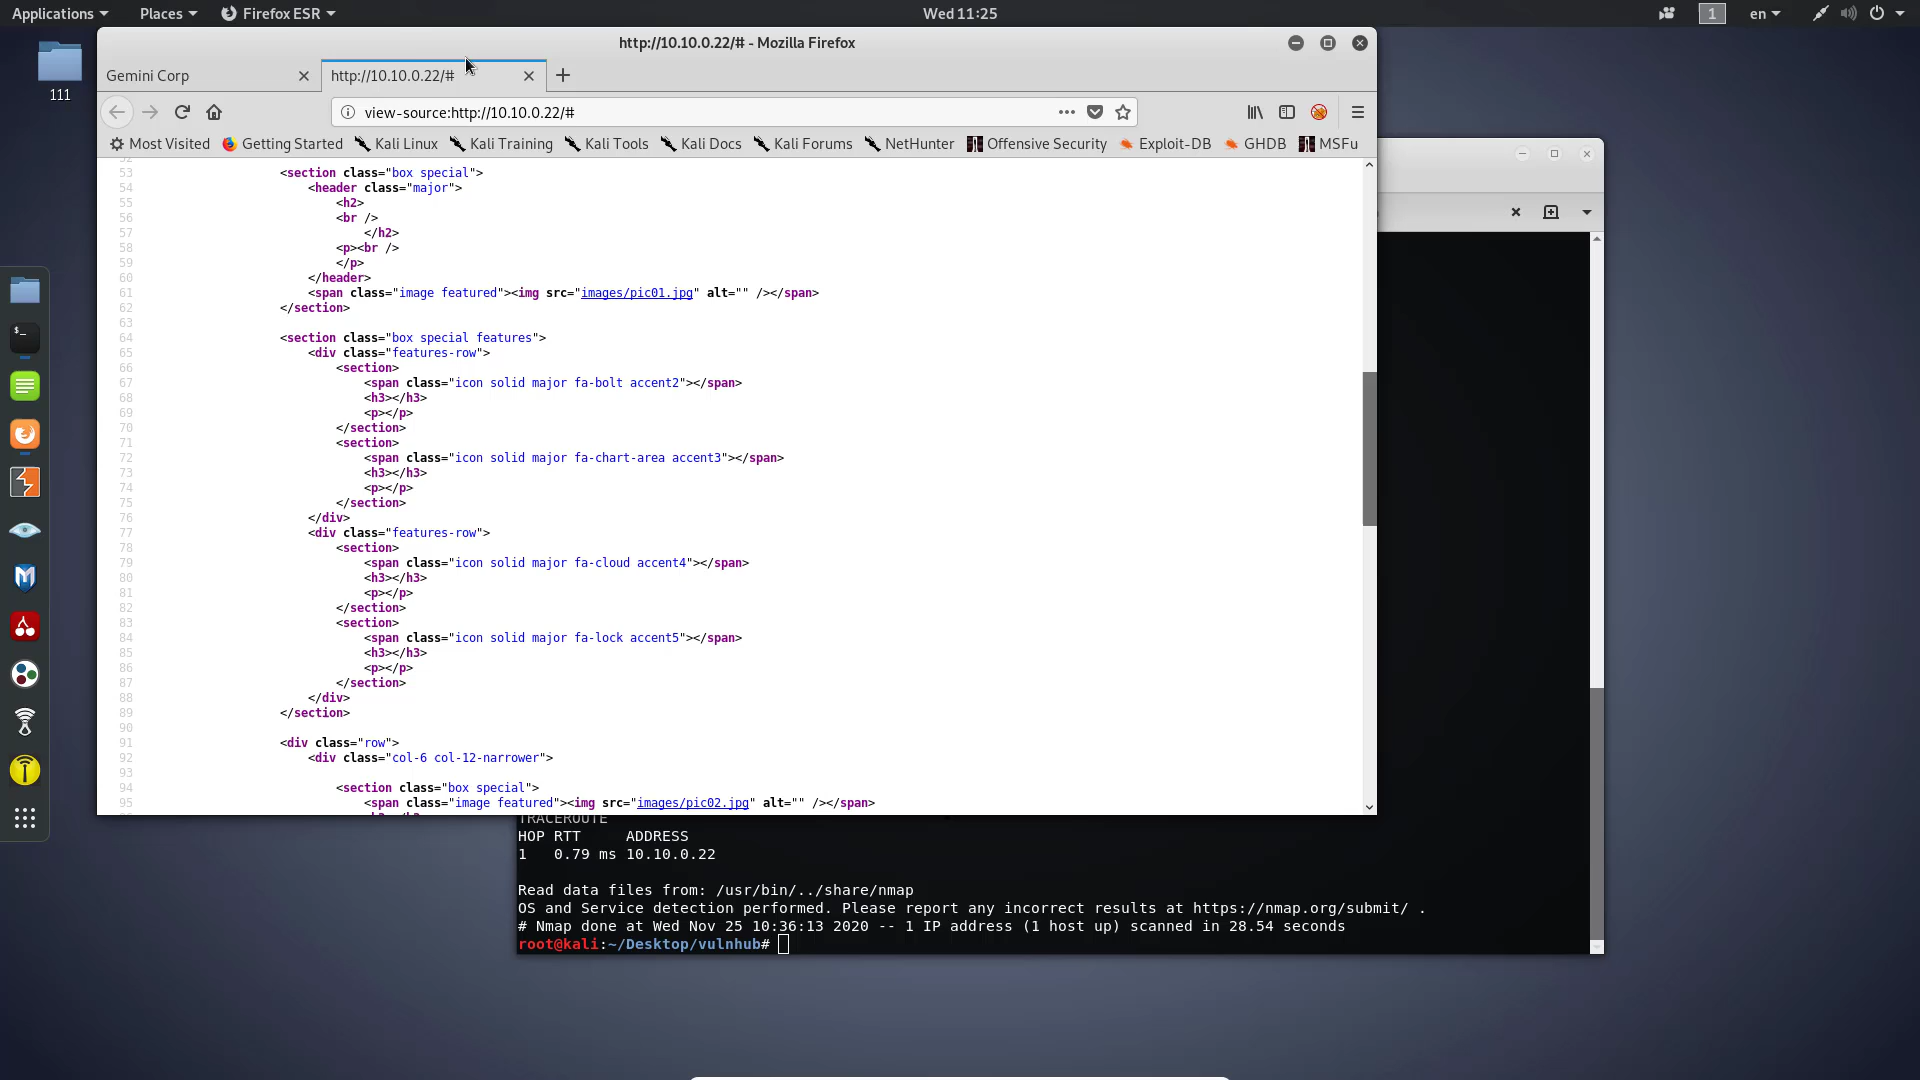 Applications
Places
Firefox ESR
Wed 11:25
1
en
111
http://10.10.0.22/# - Mozilla Firefox
Gemini Corp
http://10.10.0.22/#
view-source:http://10.10.0.22/#
Most Visited
Getting Started
Kali Linux
Kali Training
Kali Tools
Kali Docs
Kali Forums
NetHunter
Offensive Security
Exploit-DB
GHDB
MSFu
52
53 <section class="box special">
54 <header class="major">
55 <h2>
56 <br />
57 </h2>
58 <p><br />
59 </p>
60 </header>
61 <span class="image featured"><img src="images/pic01.jpg" alt="" /></span>
62 </section>
63
64 <section class="box special features">
65 <div class="features-row">
66 <section>
67 <span class="icon solid major fa-bolt accent2"></span>
68 <h3></h3>
69 <p></p>
70 </section>
71 <section>
72 <span class="icon solid major fa-chart-area accent3"></span>
73 <h3></h3>
74 <p></p>
75 </section>
76 </div>
77 <div class="features-row">
78 <section>
79 <span class="icon solid major fa-cloud accent4"></span>
80 <h3></h3>
81 <p></p>
82 </section>
83 <section>
84 <span class="icon solid major fa-lock accent5"></span>
85 <h3></h3>
86 <p></p>
87 </section>
88 </div>
89 </section>
90
91 <div class="row">
92 <div class="col-6 col-12-narrower">
93
94 <section class="box special">
95 <span class="image featured"><img src="images/pic02.jpg" alt="" /></span>
TRACEROUTE
HOP RTT ADDRESS
1 0.79 ms 10.10.0.22
Read data files from: /usr/bin/../share/nmap
OS and Service detection performed. Please report any incorrect results at https://nmap.org/submit/ .
# Nmap done at Wed Nov 25 10:36:13 2020 -- 1 IP address (1 host up) scanned in 28.54 seconds
root@kali:~/Desktop/vulnhub#